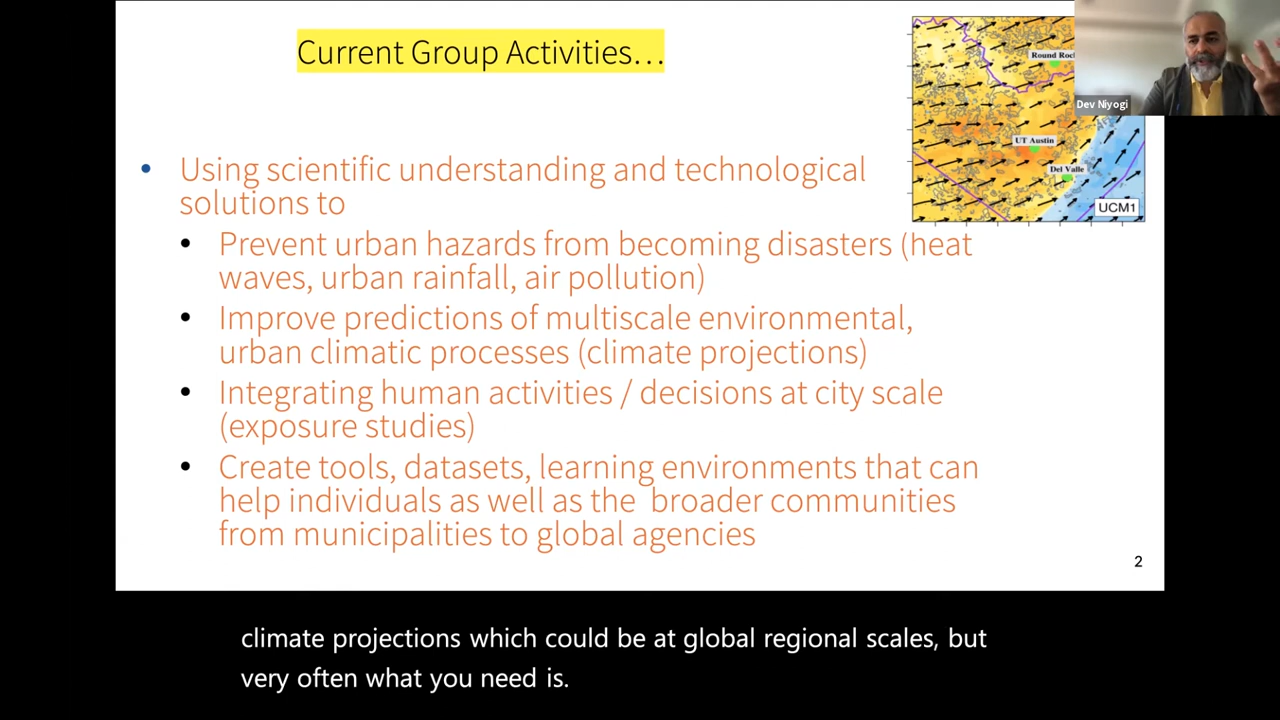 Current Group Activities...
Round Rock
Dev Niyogi
UT Austin
Del Valle
UCM1
• Using scientific understanding and technological
solutions to
• Prevent urban hazards from becoming disasters (heat
waves, urban rainfall, air pollution)
• Improve predictions of multiscale environmental,
urban climatic processes (climate projections)
• Integrating human activities / decisions at city scale
(exposure studies)
• Create tools, datasets, learning environments that can
help individuals as well as the broader communities
from municipalities to global agencies
2
climate projections which could be at global regional scales, but
very often what you need is.